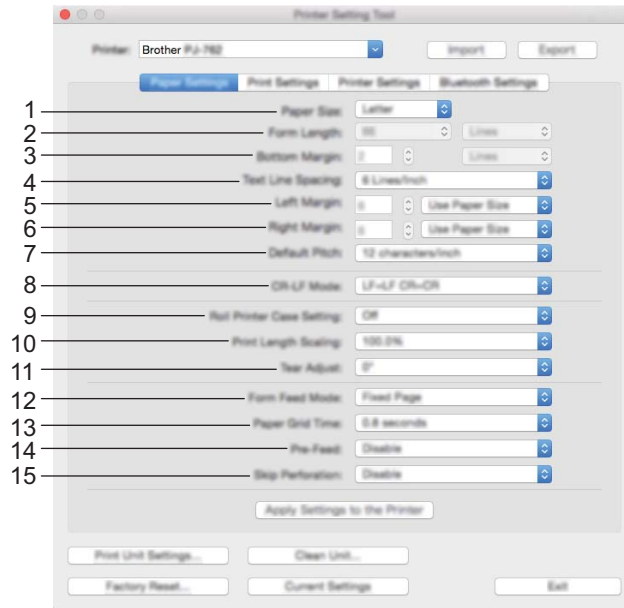 Printer Setting Tool
Printer: Brother PJ-762 Import Export
Paper Settings Print Settings Printer Settings Bluetooth Settings
1 Paper Size: Letter
2 Form Length: Lines
3 Bottom Margin: 2 Lines
4 Text Line Spacing: 6 Lines/Inch
5 Left Margin: 0 Use Paper Size
6 Right Margin: 0 Use Paper Size
7 Default Pitch: 12 characters/inch
8 CR-LF Mode: LF=LF CR=CR
9 Roll Printer Case Setting: Off
10 Print Length Scaling: 100.0%
11 Tear Adjust: 0"
12 Form Feed Mode: Fixed Page
13 Paper Grid Time: 0.8 seconds
14 Pre-Feed: Disable
15 Skip Perforation: Disable
Apply Settings to the Printer
Print Unit Settings... Clean Unit...
Factory Reset... Current Settings Exit